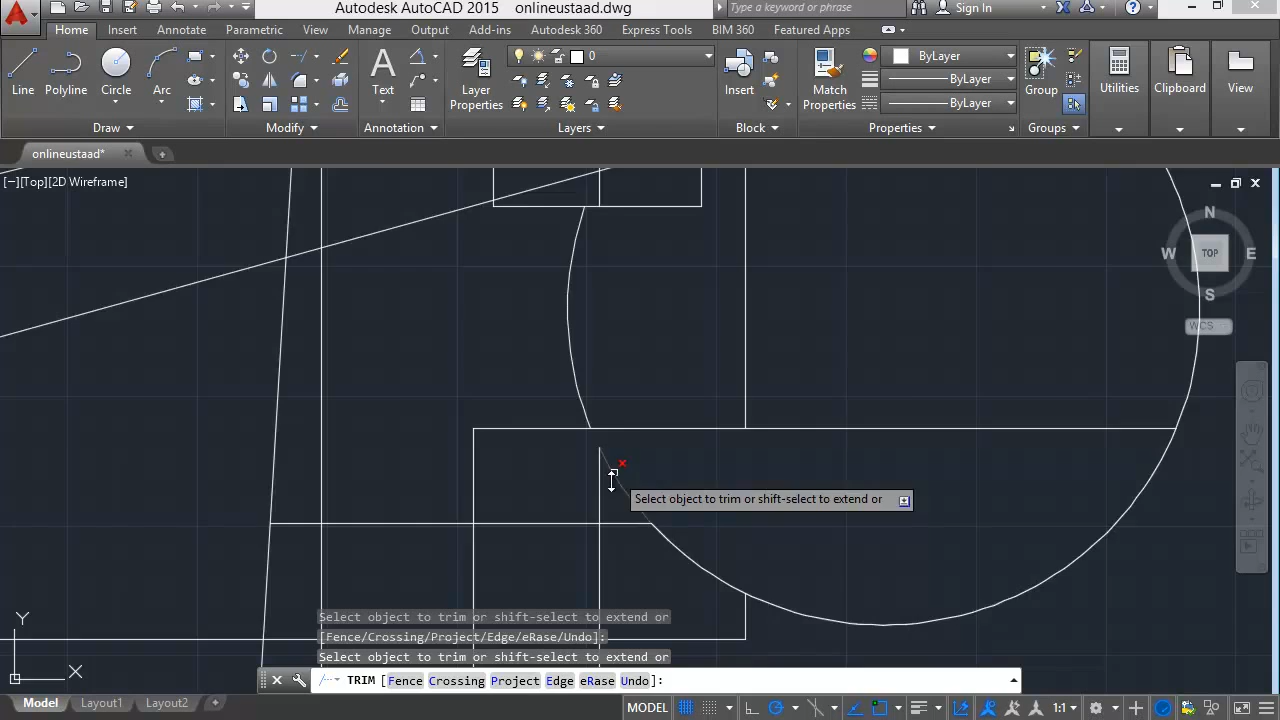 Autodesk AutoCAD 2015 onlineustaad.dwg
Type a keyword or phrase
Sign In
Home Insert Annotate Parametric View Manage Output Add-ins Autodesk 360 Express Tools BIM 360 Featured Apps
0
ByLayer
ByLayer
ByLayer
Line Polyline Circle Arc
Text
Layer Properties
Insert
Match Properties
Group
Utilities
Clipboard
View
Draw Modify Annotation Layers Block Properties Groups
onlineustaad*
[−][Top][2D Wireframe]
N
W TOP E
S
WCS
Select object to trim or shift-select to extend or
Select object to trim or shift-select to extend or
[Fence/Crossing/Project/Edge/eRase/Undo]:
Select object to trim or shift-select to extend or
Y
X
TRIM [Fence Crossing Project Edge eRase Undo]:
Model Layout1 Layout2
MODEL
1:1